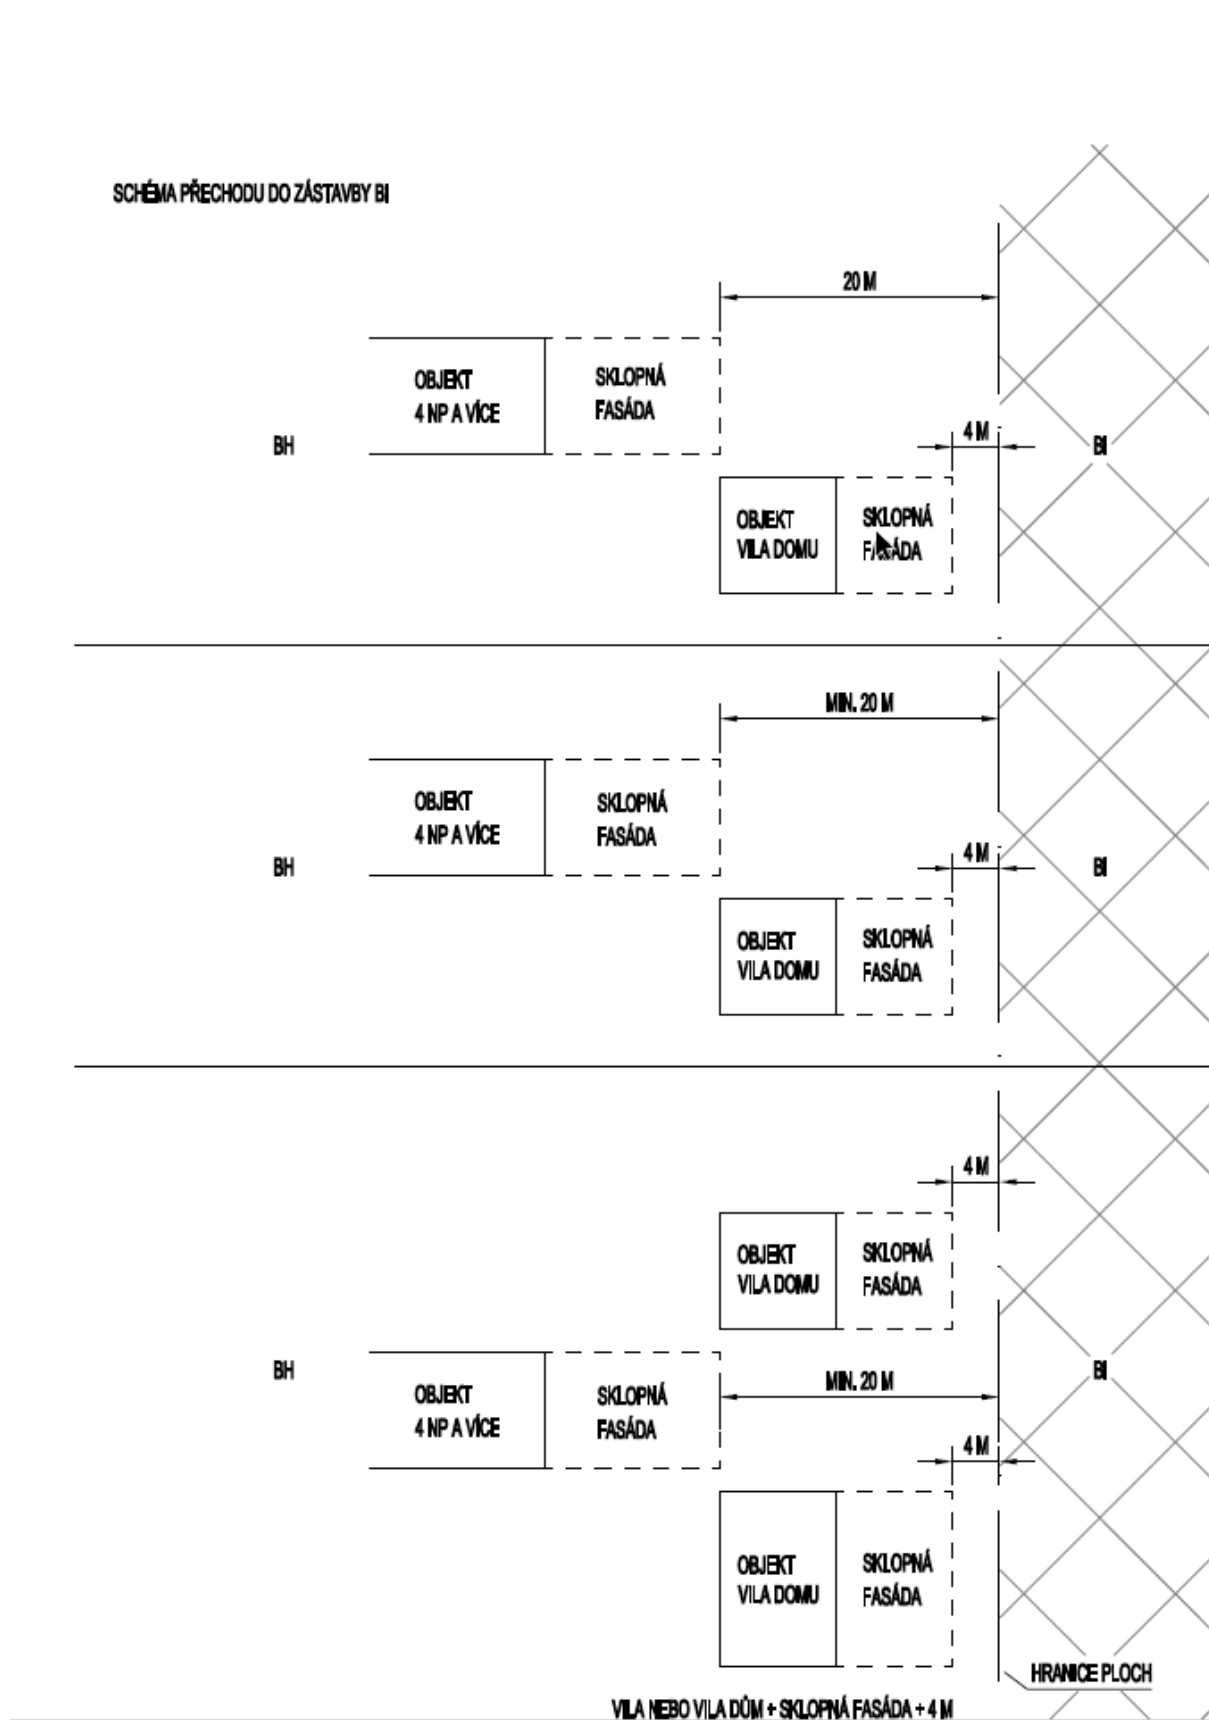 SCHÉMA PŘECHODU DO ZÁSTAVBY BI
20 M
OBJEKT
4 NP A VÍCE
SKLOPNÁ
FASÁDA
4 M
BH
BI
OBJEKT
VILA DOMU
SKLOPNÁ
FASÁDA
MIN. 20 M
OBJEKT
4 NP A VÍCE
SKLOPNÁ
FASÁDA
4 M
BH
BI
OBJEKT
VILA DOMU
SKLOPNÁ
FASÁDA
4 M
OBJEKT
VILA DOMU
SKLOPNÁ
FASÁDA
BH
BI
OBJEKT
4 NP A VÍCE
SKLOPNÁ
FASÁDA
MIN. 20 M
4 M
OBJEKT
VILA DOMU
SKLOPNÁ
FASÁDA
HRANICE PLOCH
VILA NEBO VILA DŮM + SKLOPNÁ FASÁDA + 4 M